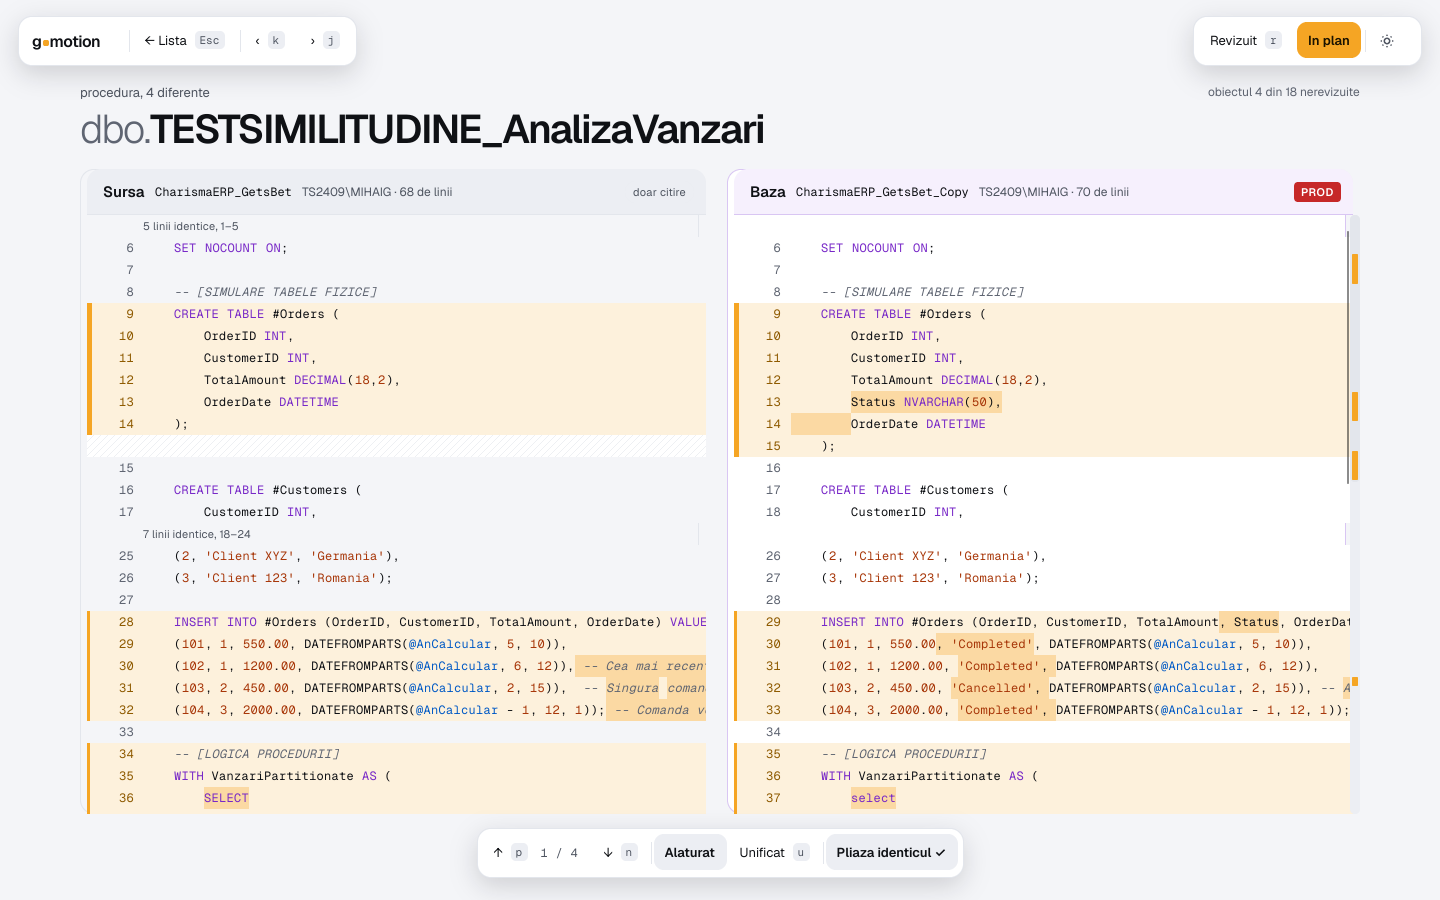 g•motion
← Lista Esc ‹ k › j
Revizuit r In plan
procedura, 4 diferente
obiectul 4 din 18 nerevizuite
dbo.TESTSIMILITUDINE_AnalizaVanzari
Sursa CharismaERP_GetsBet TS2409\MIHAIG · 68 de linii doar citire
5 linii identice, 1–5
6 SET NOCOUNT ON;
7
8 -- [SIMULARE TABELE FIZICE]
9 CREATE TABLE #Orders (
10 OrderID INT,
11 CustomerID INT,
12 TotalAmount DECIMAL(18,2),
13 OrderDate DATETIME
14 );
15
16 CREATE TABLE #Customers (
17 CustomerID INT,
7 linii identice, 18–24
25 (2, 'Client XYZ', 'Germania'),
26 (3, 'Client 123', 'Romania');
27
28 INSERT INTO #Orders (OrderID, CustomerID, TotalAmount, OrderDate) VALUE
29 (101, 1, 550.00, DATEFROMPARTS(@AnCalcular, 5, 10)),
30 (102, 1, 1200.00, DATEFROMPARTS(@AnCalcular, 6, 12)), -- Cea mai recen
31 (103, 2, 450.00, DATEFROMPARTS(@AnCalcular, 2, 15)), -- Singura coman
32 (104, 3, 2000.00, DATEFROMPARTS(@AnCalcular - 1, 12, 1)); -- Comanda v
33
34 -- [LOGICA PROCEDURII]
35 WITH VanzariPartitionate AS (
36 SELECT
Baza CharismaERP_GetsBet_Copy TS2409\MIHAIG · 70 de linii PROD
6 SET NOCOUNT ON;
7
8 -- [SIMULARE TABELE FIZICE]
9 CREATE TABLE #Orders (
10 OrderID INT,
11 CustomerID INT,
12 TotalAmount DECIMAL(18,2),
13 Status NVARCHAR(50),
14 OrderDate DATETIME
15 );
16
17 CREATE TABLE #Customers (
18 CustomerID INT,
26 (2, 'Client XYZ', 'Germania'),
27 (3, 'Client 123', 'Romania');
28
29 INSERT INTO #Orders (OrderID, CustomerID, TotalAmount, Status, OrderDat
30 (101, 1, 550.00, 'Completed', DATEFROMPARTS(@AnCalcular, 5, 10)),
31 (102, 1, 1200.00, 'Completed', DATEFROMPARTS(@AnCalcular, 6, 12)),
32 (103, 2, 450.00, 'Cancelled', DATEFROMPARTS(@AnCalcular, 2, 15)), -- A
33 (104, 3, 2000.00, 'Completed', DATEFROMPARTS(@AnCalcular - 1, 12, 1));
34
35 -- [LOGICA PROCEDURII]
36 WITH VanzariPartitionate AS (
37 select
↑ p 1 / 4 ↓ n Alaturat Unificat u Pliaza identicul ✓